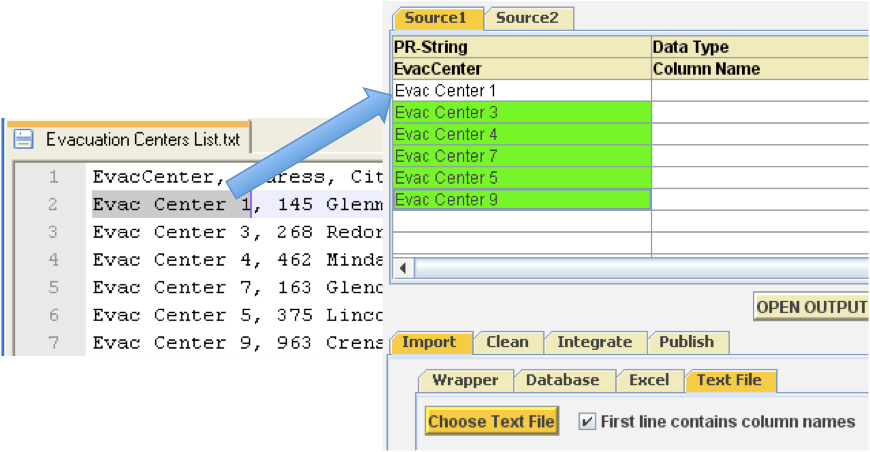 Source1 Source2
PR-String Data Type
EvacCenter Column Name
Evac Center 1
Evac Center 3
Evac Center 4
Evac Center 7
Evac Center 5
Evac Center 9
Evacuation Centers List.txt
1 EvacCenter, , Cit
2 Evac Center 1, 145 Glenm
3 Evac Center 3, 268 Redor
4 Evac Center 4, 462 Minda
5 Evac Center 7, 163 Glenc
6 Evac Center 5, 375 Linco
7 Evac Center 9, 963 Crens
OPEN OUTPUT
Import Clean Integrate Publish
Wrapper Database Excel Text File
Choose Text File First line contains column names